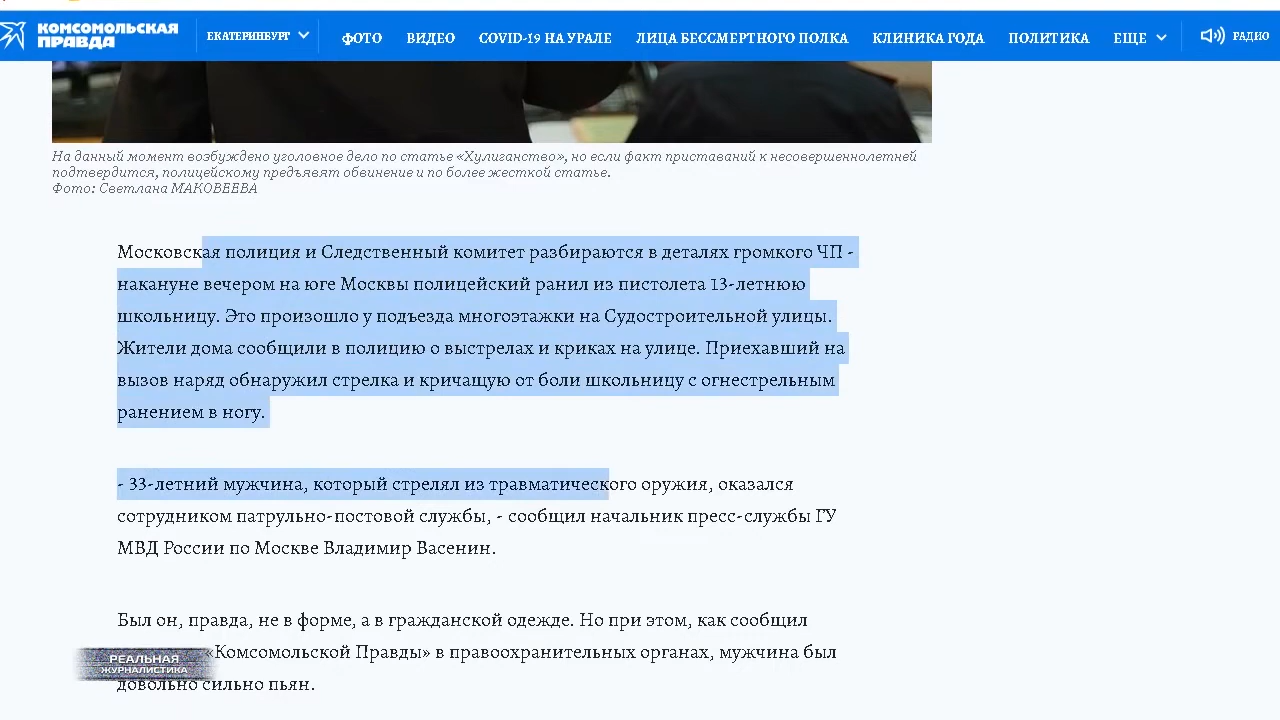 КОМСОМОЛЬСКАЯ
ПРАВДА
ЕКАТЕРИНБУРГ
ФОТО
ВИДЕО
COVID-19 НА УРАЛЕ
ЛИЦА БЕССМЕРТНОГО ПОЛКА
КЛИНИКА ГОДА
ПОЛИТИКА
ЕЩЕ
РАДИО
На данный момент возбуждено уголовное дело по статье «Хулиганство», но если факт приставаний к несовершеннолетней
подтвердится, полицейскому предъявят обвинение и по более жесткой статье.
Фото: Светлана МАКОВЕЕВА
Московская полиция и Следственный комитет разбираются в деталях громкого ЧП -
накануне вечером на юге Москвы полицейский ранил из пистолета 13-летнюю
школьницу. Это произошло у подъезда многоэтажки на Судостроительной улицы.
Жители дома сообщили в полицию о выстрелах и криках на улице. Приехавший на
вызов наряд обнаружил стрелка и кричащую от боли школьницу с огнестрельным
ранением в ногу.
- 33-летний мужчина, который стрелял из травматического оружия, оказался
сотрудником патрульно-постовой службы, - сообщил начальник пресс-службы ГУ
МВД России по Москве Владимир Васенин.
Был он, правда, не в форме, а в гражданской одежде. Но при этом, как сообщил
«Комсомольской Правды» в правоохранительных органах, мужчина был
довольно сильно пьян.
РЕАЛЬНАЯ
ЖУРНАЛИСТИКА